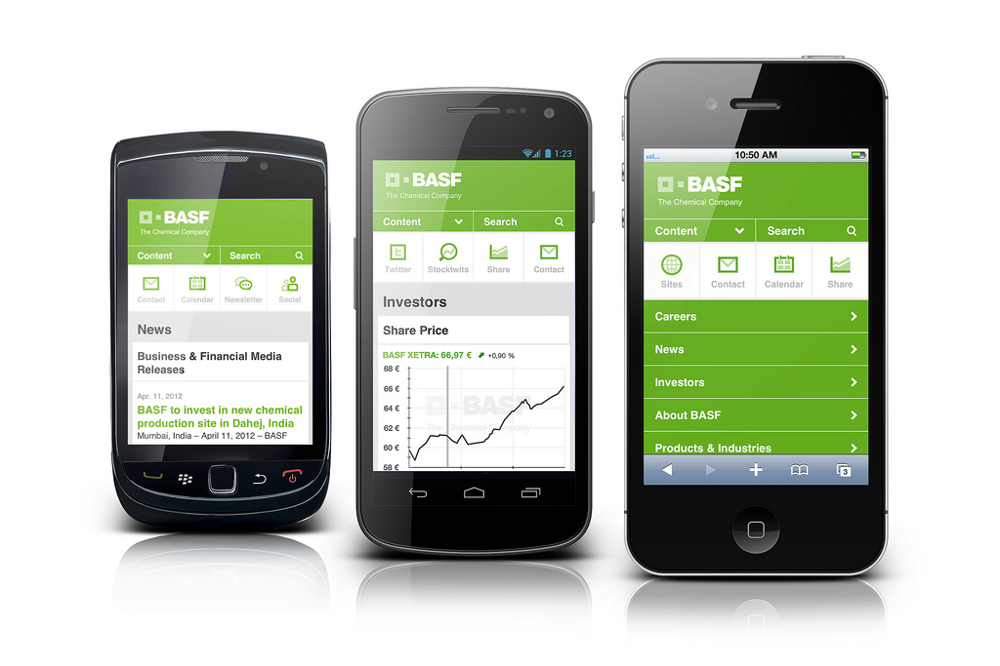 BASF
The Chemical Company
Content Search
Contact Calendar Newsletter Social
News
Business & Financial Media
Releases
Apr. 11, 2012
BASF to invest in new chemical
production site in Dahej, India
Mumbai, India – April 11, 2012 – BASF
1:23
BASF
The Chemical Company
Content Search
Twitter Stocktwits Share Contact
Investors
Share Price
BASF XETRA: 66,97 € +0,90 %
68 €
66 €
64 €
62 €
60 €
58 €
BASF
The Chemical Company
10:50 AM
BASF
The Chemical Company
Content Search
Sites Contact Calendar Share
Careers
News
Investors
About BASF
Products & Industries
3